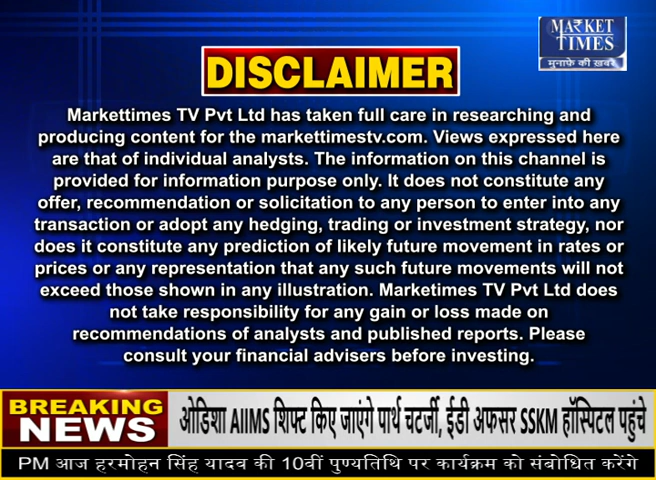 MARKET
TIMES
मुनाफे की ख़बर
DISCLAIMER
Markettimes TV Pvt Ltd has taken full care in researching and
producing content for the markettimestv.com. Views expressed here
are that of individual analysts. The information on this channel is
provided for information purpose only. It does not constitute any
offer, recommendation or solicitation to any person to enter into any
transaction or adopt any hedging, trading or investment strategy, nor
does it constitute any prediction of likely future movement in rates or
prices or any representation that any such future movements will not
exceed those shown in any illustration. Marketimes TV Pvt Ltd does
not take responsibility for any gain or loss made on
recommendations of analysts and published reports. Please
consult your financial advisers before investing.
BREAKING
NEWS
ओडिशा AIIMS शिफ्ट किए जाएंगे पार्थ चटर्जी, ईडी अफसर SSKM हॉस्पिटल पहुंचे
PM आज हरमोहन सिंह यादव की 10वीं पुण्यतिथि पर कार्यक्रम को संबोधित करेंगे